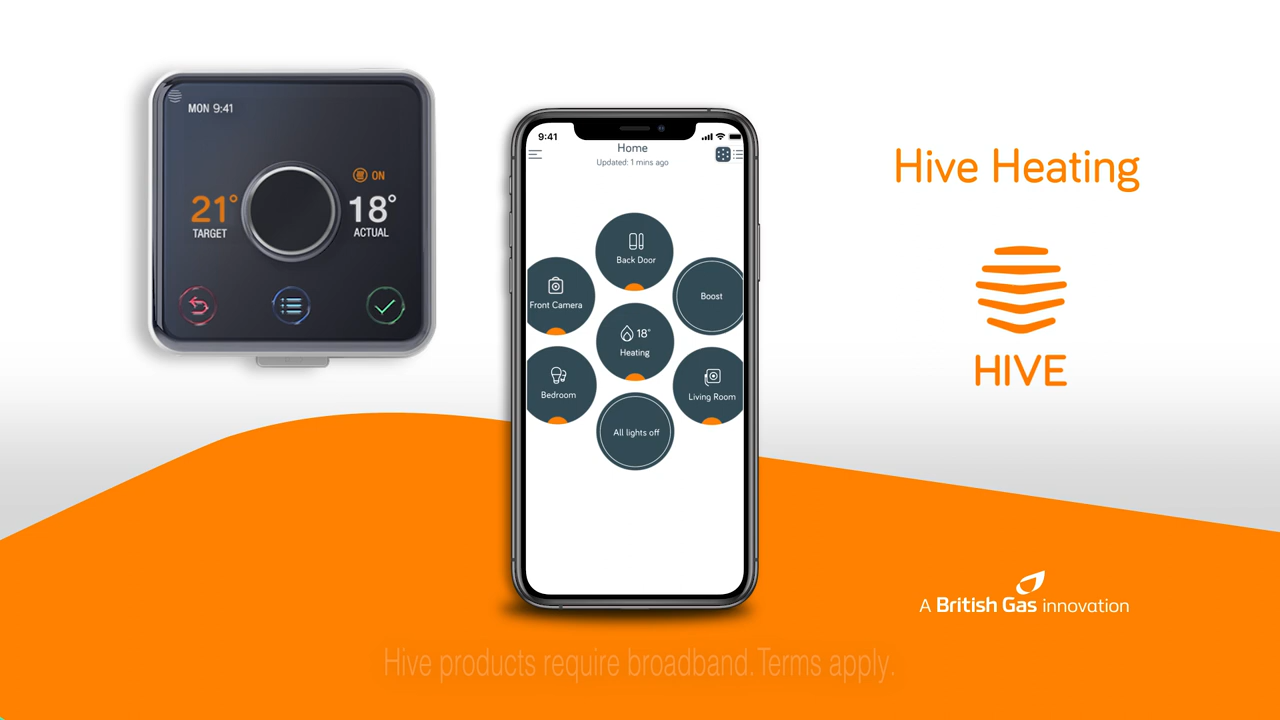 MON 9:41
ON
21° 18°
TARGET ACTUAL
9:41
Home
Updated: 1 mins ago
Back Door
Front Camera
Boost
18°
Heating
Bedroom
Living Room
All lights off
Hive Heating
HIVE
A British Gas innovation
Hive products require broadband. Terms apply.